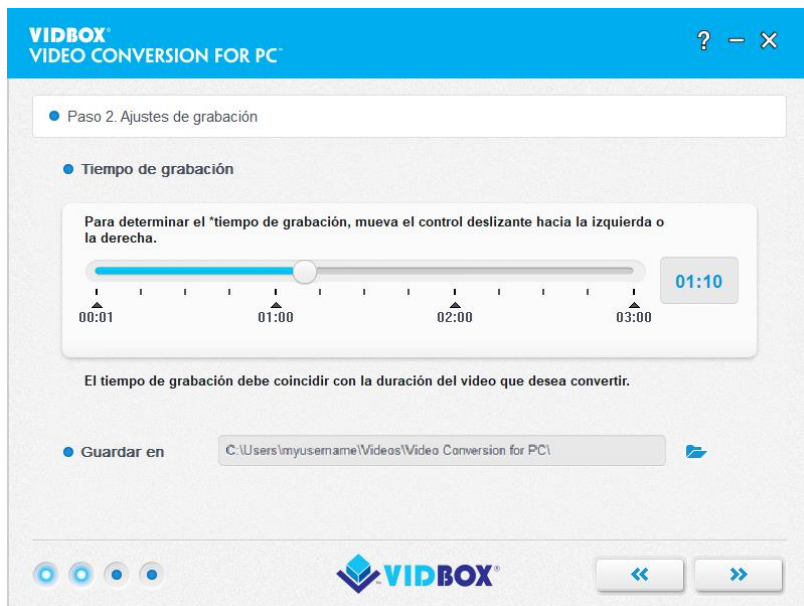 VIDBOX®
VIDEO CONVERSION FOR PC™
? – ×
Paso 2. Ajustes de grabación
Tiempo de grabación
Para determinar el *tiempo de grabación, mueva el control deslizante hacia la izquierda o
la derecha.
01:10
00:01 01:00 02:00 03:00
El tiempo de grabación debe coincidir con la duración del video que desea convertir.
Guardar en C:\Users\myusername\Videos\Video Conversion for PC\
VIDBOX®